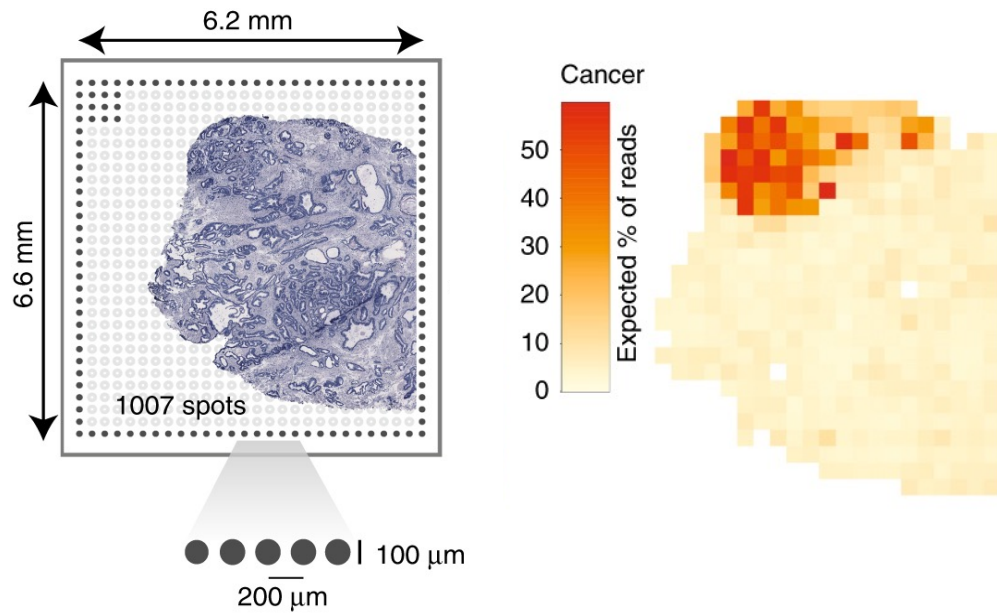 6.2 mm
6.6 mm
1007 spots
100 µm
200 µm
Cancer
50
40
30
20
10
0
Expected % of reads